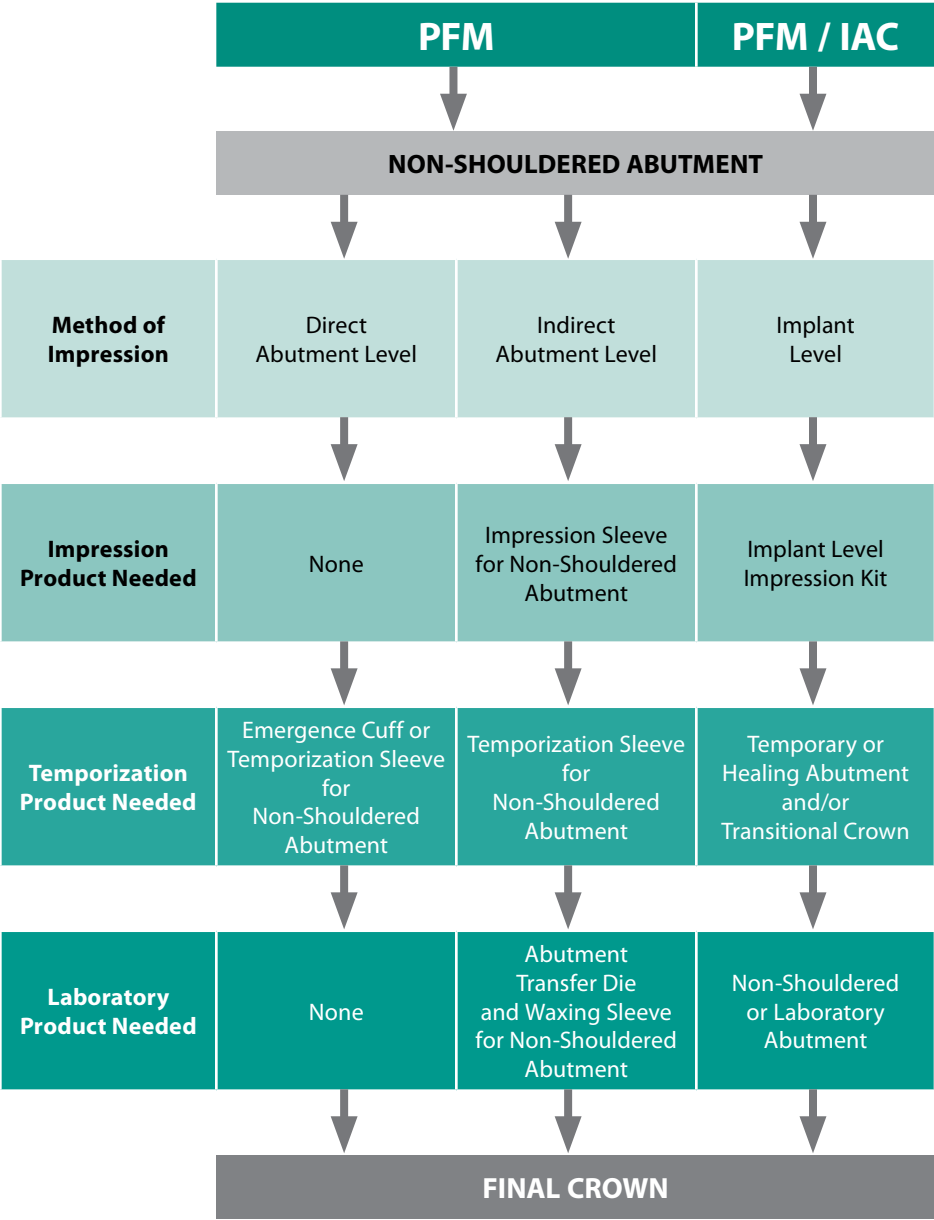 PFM
PFM / IAC
NON-SHOULDERED ABUTMENT
Method of
Impression
Direct
Abutment Level
Indirect
Abutment Level
Implant
Level
Impression
Product Needed
None
Impression Sleeve
for Non-Shouldered
Abutment
Implant Level
Impression Kit
Temporization
Product Needed
Emergence Cuff or
Temporization Sleeve
for
Non-Shouldered
Abutment
Temporization Sleeve
for
Non-Shouldered
Abutment
Temporary or
Healing Abutment
and/or
Transitional Crown
Laboratory
Product Needed
None
Abutment
Transfer Die
and Waxing Sleeve
for Non-Shouldered
Abutment
Non-Shouldered
or Laboratory
Abutment
FINAL CROWN